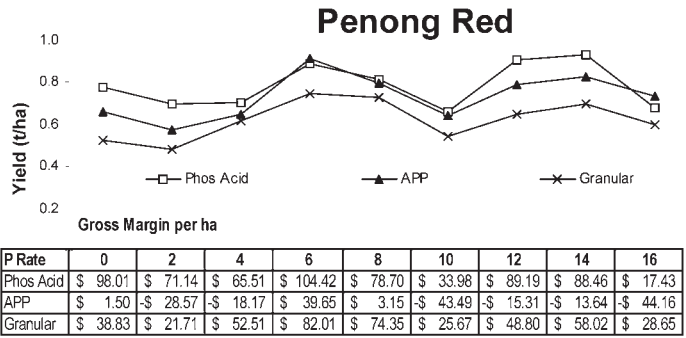 Penong Red
1.0
0.8
0.6
0.4
0.2
Yield (t/ha)
Phos Acid APP Granular
Gross Margin per ha
P Rate 0 2 4 6 8 10 12 14 16
Phos Acid $ 98.01 $ 71.14 $ 65.51 $ 104.42 $ 78.70 $ 33.98 $ 89.19 $ 88.46 $ 17.43
APP $ 1.50 -$ 28.57 -$ 18.17 $ 39.65 $ 3.15 -$ 43.49 -$ 15.31 -$ 13.64 -$ 44.16
Granular $ 38.83 $ 21.71 $ 52.51 $ 82.01 $ 74.35 $ 25.67 $ 48.80 $ 58.02 $ 28.65